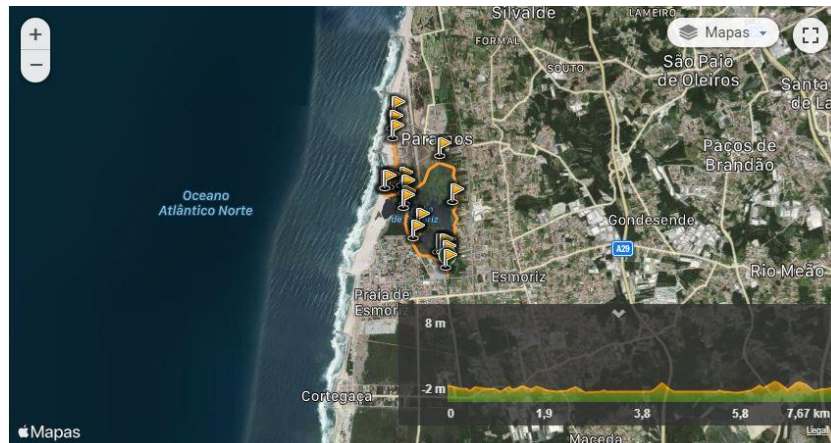 +
−
Silvalde
LAMEIRO
FORMAL
Mapas
SOUTO
São Paio
de Oleiros
Santa
Paramos
Paços de
Brandão
Oceano
Atlântico Norte
Gondesende
A29
Rio Meão
Esmoriz
Praia de
Esmoriz
8 m
-2 m
0 1,9 3,8 5,8 7,67 km
Cortegaça
Mapas
Maceda
Legal